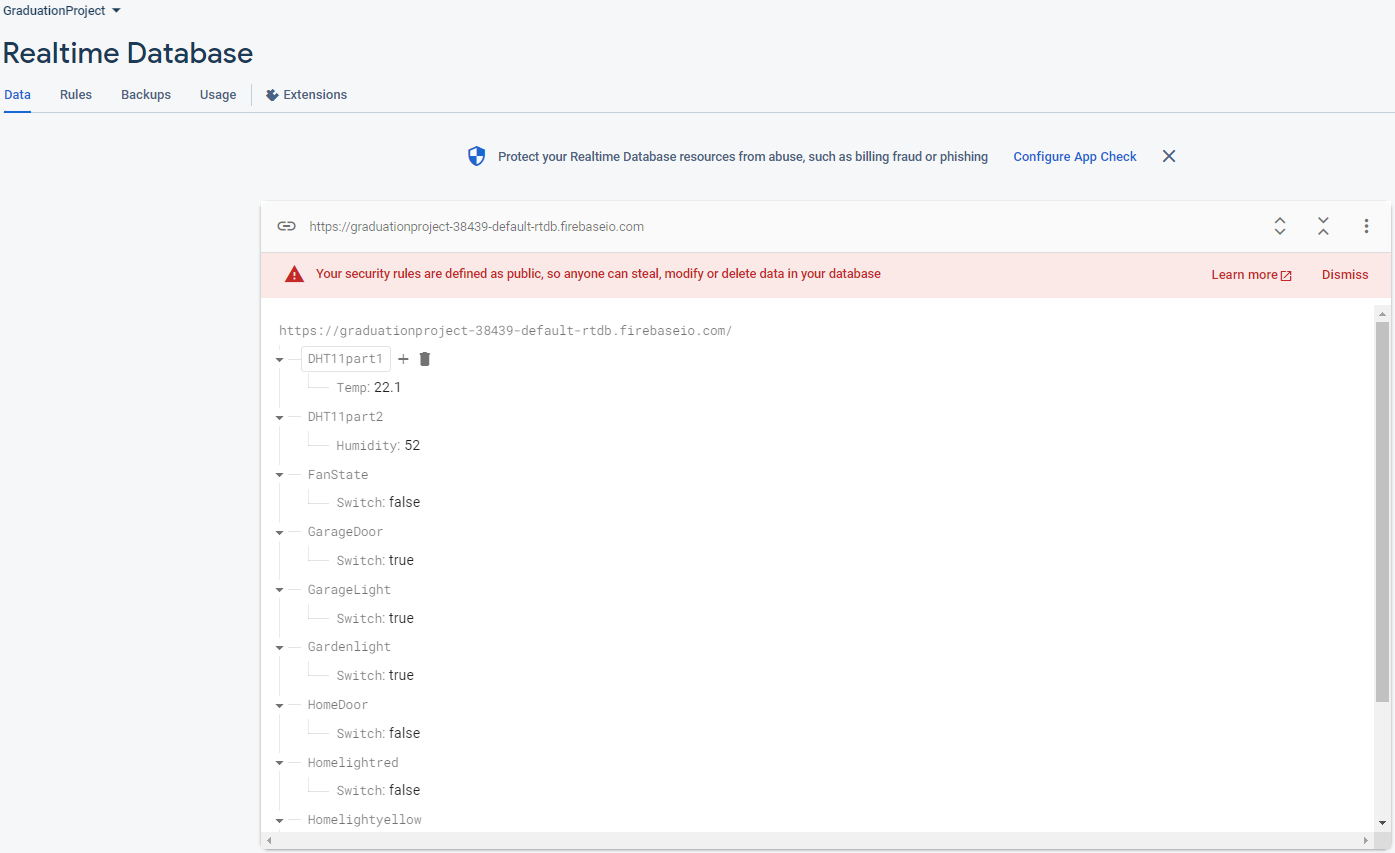 GraduationProject
Realtime Database
Data Rules Backups Usage Extensions
Protect your Realtime Database resources from abuse, such as billing fraud or phishing Configure App Check
https://graduationproject-38439-default-rtdb.firebaseio.com
Your security rules are defined as public, so anyone can steal, modify or delete data in your database Learn more Dismiss
https://graduationproject-38439-default-rtdb.firebaseio.com/
DHT11part1
Temp: 22.1
DHT11part2
Humidity: 52
FanState
Switch: false
GarageDoor
Switch: true
GarageLight
Switch: true
Gardenlight
Switch: true
HomeDoor
Switch: false
Homelightred
Switch: false
Homelightyellow